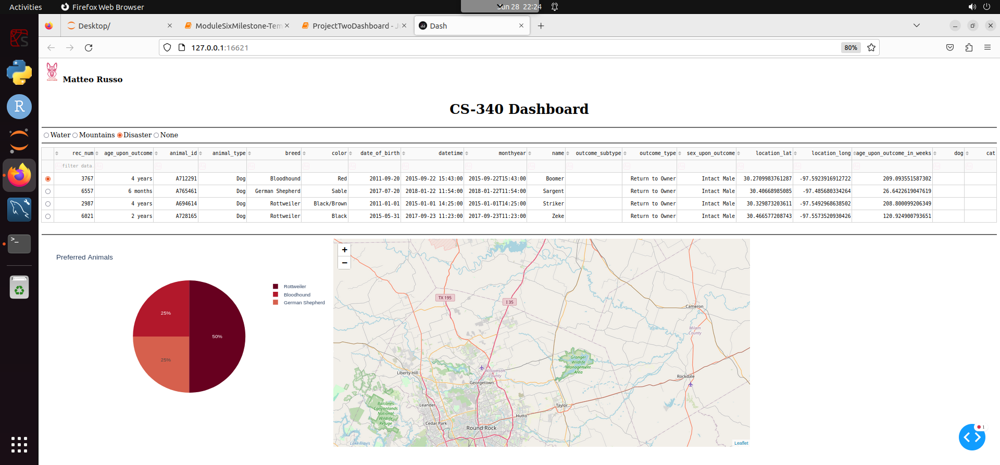 Activities
Firefox Web Browser
Jun 28 22:24
Desktop/
ModuleSixMilestone-Tem
ProjectTwoDashboard - J
Dash
127.0.0.1:16621
80%
Matteo Russo
CS-340 Dashboard
Water Mountains Disaster None
rec_num age_upon_outcome animal_id animal_type breed color date_of_birth datetime monthyear name outcome_subtype outcome_type sex_upon_outcome location_lat location_long age_upon_outcome_in_weeks dog cat
filter data
3767 4 years A712291 Dog Bloodhound Red 2011-09-20 2015-09-22 15:43:00 2015-09-22T15:43:00 Boomer Return to Owner Intact Male 30.2709983761287 -97.5923916912722 209.093551587302
6557 6 months A765461 Dog German Shepherd Sable 2017-07-20 2018-01-22 11:54:00 2018-01-22T11:54:00 Sargent Return to Owner Intact Male 30.40668985085 -97.485680334264 26.6422619047619
2987 4 years A694614 Dog Rottweiler Black/Brown 2011-01-01 2015-01-01 14:25:00 2015-01-01T14:25:00 Striker Return to Owner Intact Male 30.329873203611 -97.5492968638502 208.800099206349
6021 2 years A728165 Dog Rottweiler Black 2015-05-31 2017-09-23 11:23:00 2017-09-23T11:23:00 Zeke Return to Owner Intact Male 30.466577208743 -97.5573520930426 120.924900793651
Preferred Animals
Rottweiler
Bloodhound
German Shepherd
25%
50%
25%
+
−
TX 195
I 35
Cameron
Milam
County
Granger
Wildlife
Management
Area
Liberty Hill
Williamson
County
Georgetown
Rockdale
Leander
Taylor
Balcones
Canyonlands
National
Wildlife
Refuge
Hutto
Cedar Park
Round Rock
Lake Travis
Leaflet
1